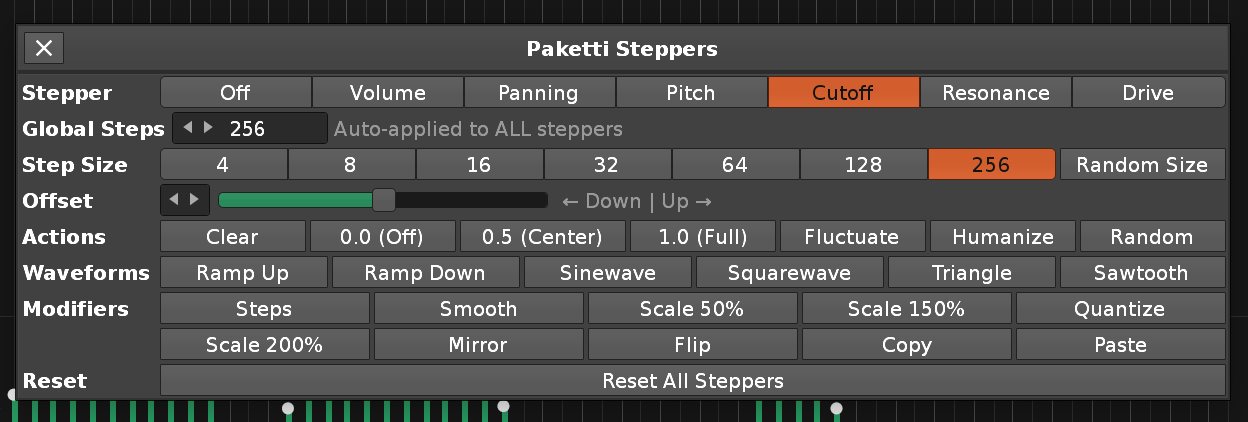 Paketti Steppers
Stepper Off Volume Panning Pitch Cutoff Resonance Drive
Global Steps 256 Auto-applied to ALL steppers
Step Size 4 8 16 32 64 128 256 Random Size
Offset ← Down | Up →
Actions Clear 0.0 (Off) 0.5 (Center) 1.0 (Full) Fluctuate Humanize Random
Waveforms Ramp Up Ramp Down Sinewave Squarewave Triangle Sawtooth
Modifiers Steps Smooth Scale 50% Scale 150% Quantize
Scale 200% Mirror Flip Copy Paste
Reset Reset All Steppers